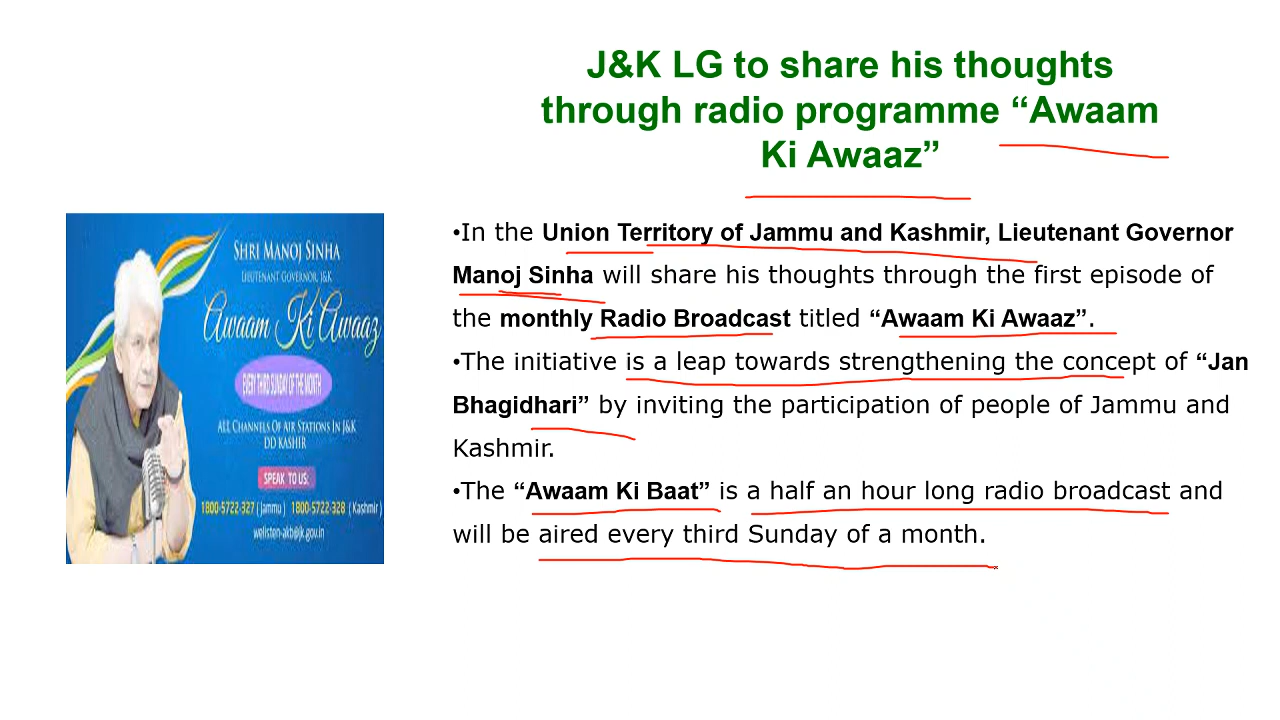 J&K LG to share his thoughts
through radio programme “Awaam
Ki Awaaz”
SHRI MANOJ SINHA
LIEUTENANT GOVERNOR, J&K
Awaam Ki Awaaz
EVERY THIRD SUNDAY OF THE MONTH
ALL CHANNELS OF AIR STATIONS IN J&K
DD KASHIR
SPEAK TO US:
1800-5722-327 (Jammu) 1800-5722-328 (Kashmir)
welisten-akb@jk.gov.in
•In the Union Territory of Jammu and Kashmir, Lieutenant Governor
Manoj Sinha will share his thoughts through the first episode of
the monthly Radio Broadcast titled “Awaam Ki Awaaz”.
•The initiative is a leap towards strengthening the concept of “Jan
Bhagidhari” by inviting the participation of people of Jammu and
Kashmir.
•The “Awaam Ki Baat” is a half an hour long radio broadcast and
will be aired every third Sunday of a month.